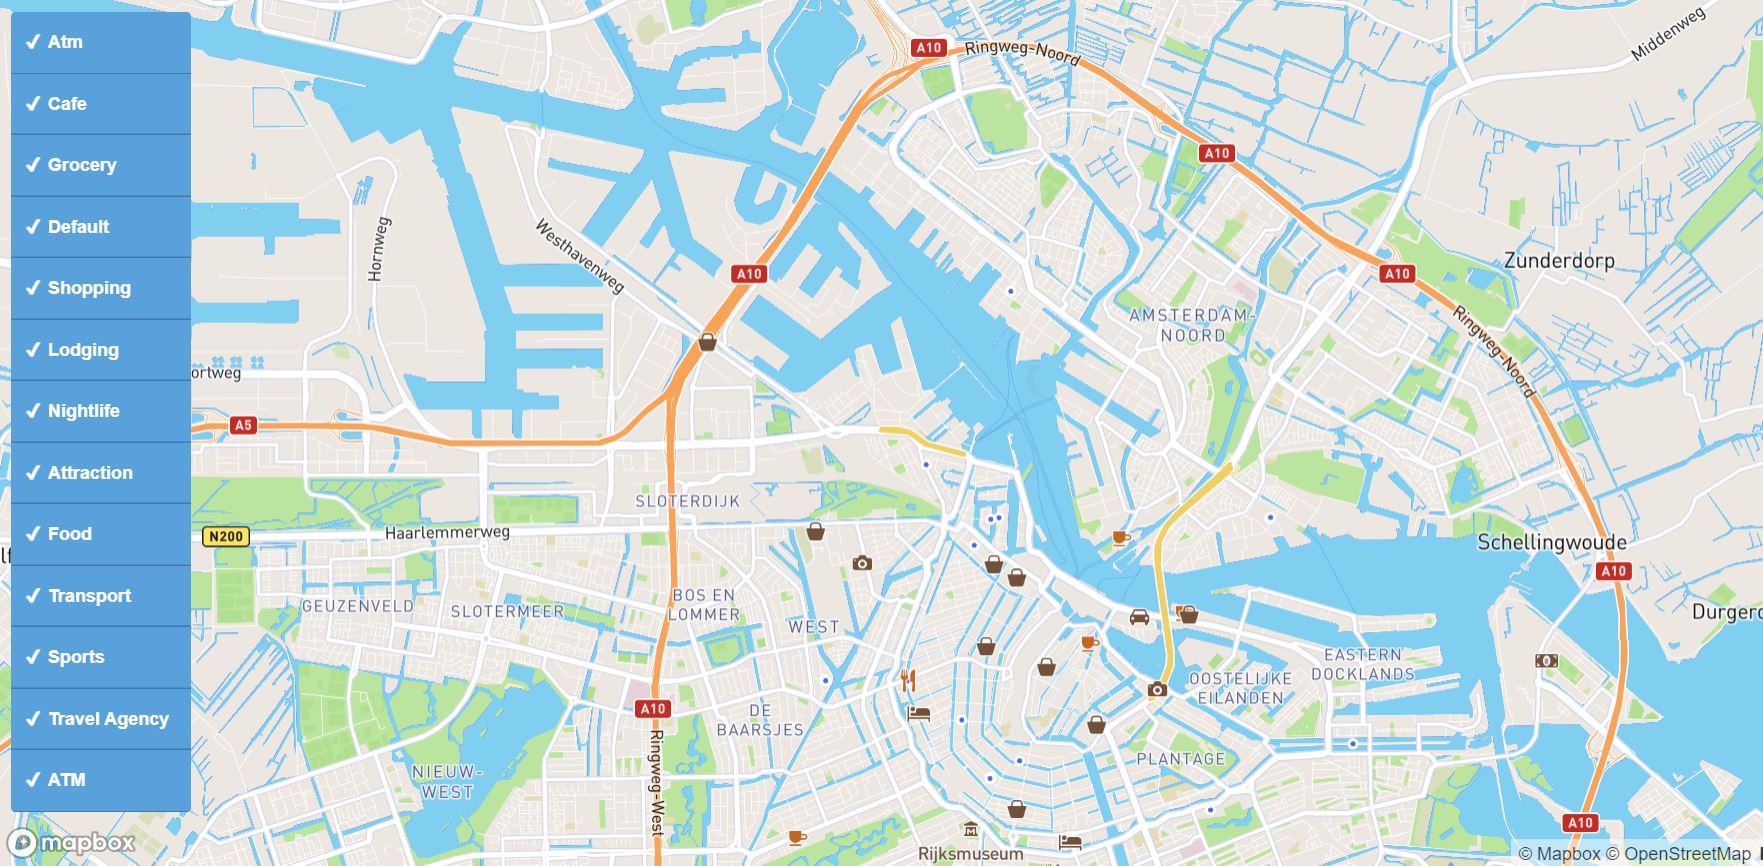 ✓ Atm
✓ Cafe
✓ Grocery
✓ Default
✓ Shopping
✓ Lodging
✓ Nightlife
✓ Attraction
✓ Food
✓ Transport
✓ Sports
✓ Travel Agency
✓ ATM
A10
Ringweg-Noord
Middenweg
A10
Hornweg
Westhavenweg
A10
A10
Zunderdorp
AMSTERDAM-
NOORD
Ringweg-Noord
ortweg
A5
SLOTERDIJK
N200
Haarlemmerweg
Schellingwoude
A10
GEUZENVELD
SLOTERMEER
BOS EN
LOMMER
WEST
Durgerd
EASTERN
DOCKLANDS
OOSTELIJKE
EILANDEN
A10
DE
BAARSJES
Ringweg-West
PLANTAGE
NIEUW-
WEST
A10
Rijksmuseum
mapbox
© Mapbox © OpenStreetMap